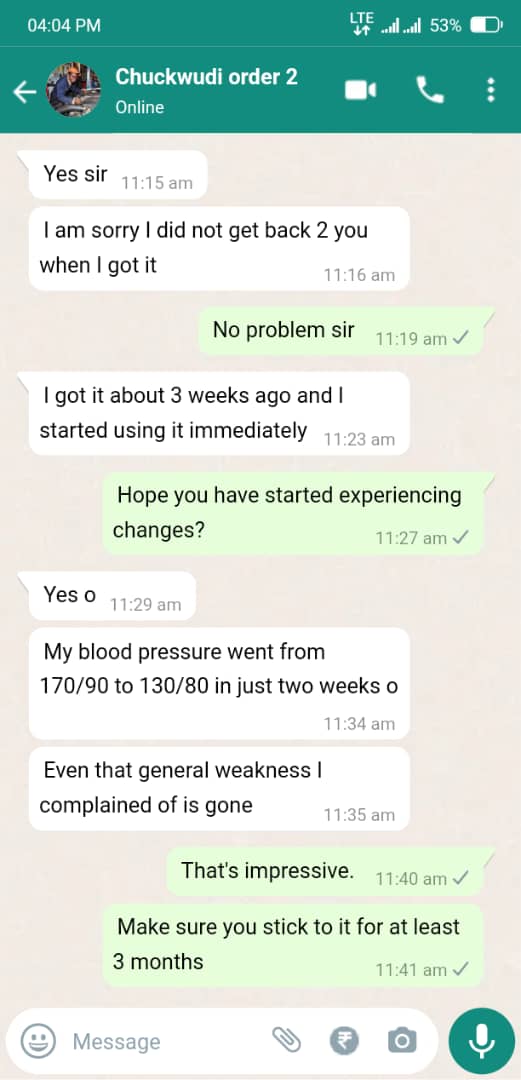 04:04 PM
LTE
53%
Chuckwudi order 2
Online
Yes sir
11:15 am
I am sorry I did not get back 2 you
when I got it
11:16 am
No problem sir
11:19 am
I got it about 3 weeks ago and I
started using it immediately
11:23 am
Hope you have started experiencing
changes?
11:27 am
Yes o
11:29 am
My blood pressure went from
170/90 to 130/80 in just two weeks o
11:34 am
Even that general weakness I
complained of is gone
11:35 am
That's impressive.
11:40 am
Make sure you stick to it for at least
3 months
11:41 am
Message
₹